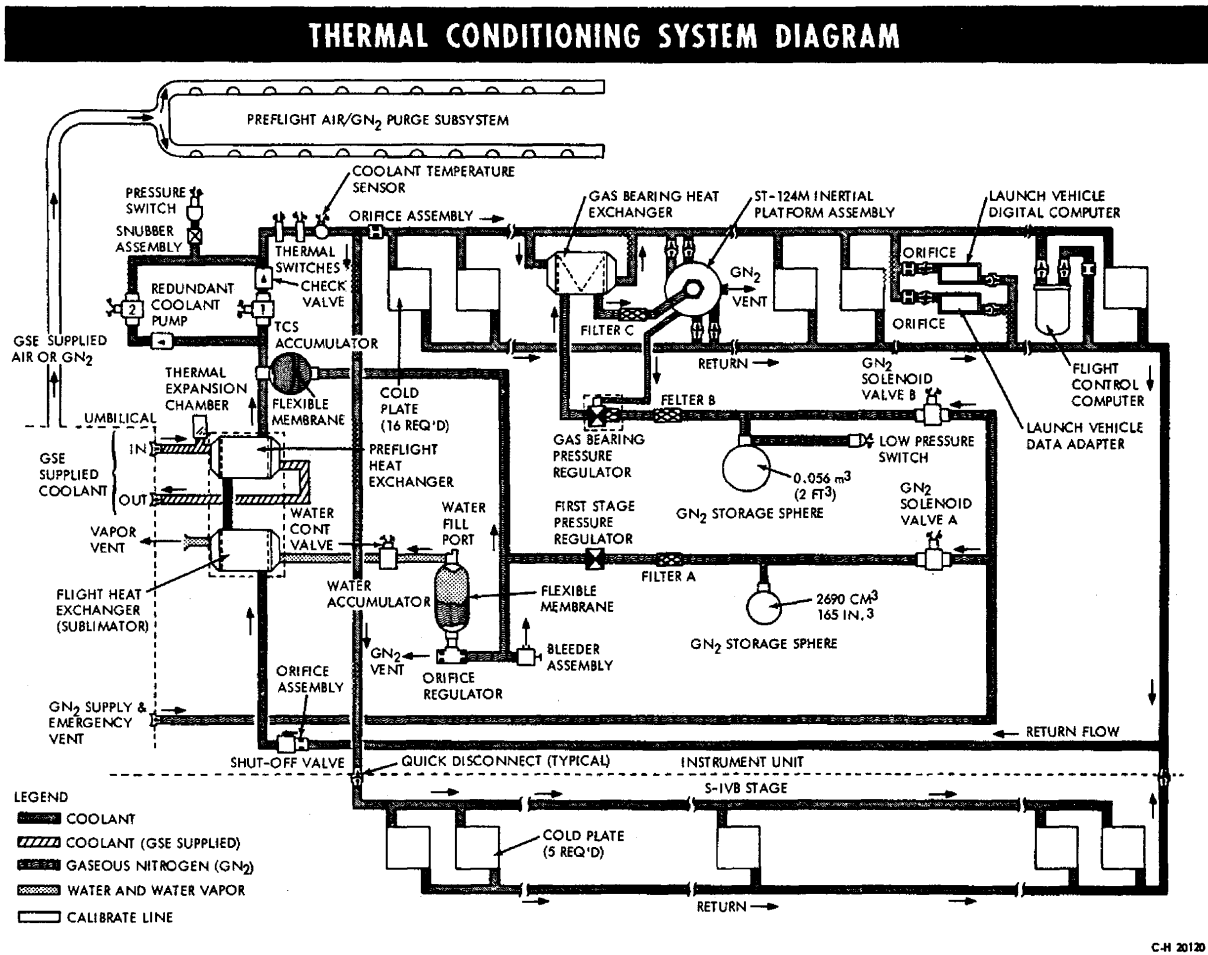 THERMAL CONDITIONING SYSTEM DIAGRAM
PREFLIGHT AIR/GN2 PURGE SUBSYSTEM
COOLANT TEMPERATURE
SENSOR
PRESSURE
SWITCH
SNUBBER
ASSEMBLY
ORIFICE ASSEMBLY
GAS BEARING HEAT
EXCHANGER
ST-124M INERTIAL
PLATFORM ASSEMBLY
LAUNCH VEHICLE
DIGITAL COMPUTER
THERMAL
SWITCHES
CHECK
VALVE
REDUNDANT
COOLANT
PUMP
2
1
GN2
VENT
ORIFICE
ORIFICE
FILTER C
TCS
ACCUMULATOR
GSE SUPPLIED
AIR OR GN2
RETURN
THERMAL
EXPANSION
CHAMBER
FLEXIBLE
MEMBRANE
COLD
PLATE
(16 REQ'D)
GN2
SOLENOID
VALVE B
FLIGHT
CONTROL
COMPUTER
FELTER B
UMBILICAL
IN
GSE
SUPPLIED
COOLANT
OUT
PREFLIGHT
HEAT
EXCHANGER
GAS BEARING
PRESSURE
REGULATOR
LOW PRESSURE
SWITCH
LAUNCH VEHICLE
DATA ADAPTER
0.056 m3
(2 FT3)
GN2 STORAGE SPHERE
GN2
SOLENOID
VALVE A
WATER
CONT
VALVE
WATER
FILL
PORT
FIRST STAGE
PRESSURE
REGULATOR
VAPOR
VENT
FILTER A
FLIGHT HEAT
EXCHANGER
(SUBLIMATOR)
WATER
ACCUMULATOR
FLEXIBLE
MEMBRANE
2690 CM3
165 IN.3
GN2 STORAGE SPHERE
GN2
VENT
BLEEDER
ASSEMBLY
ORIFICE
REGULATOR
ORIFICE
ASSEMBLY
GN2 SUPPLY &
EMERGENCY
VENT
RETURN FLOW
SHUT-OFF VALVE
QUICK DISCONNECT (TYPICAL)
INSTRUMENT UNIT
S-IVB STAGE
LEGEND
COOLANT
COOLANT (GSE SUPPLIED)
GASEOUS NITROGEN (GN2)
WATER AND WATER VAPOR
CALIBRATE LINE
COLD PLATE
(5 REQ'D)
RETURN
C-H 20120